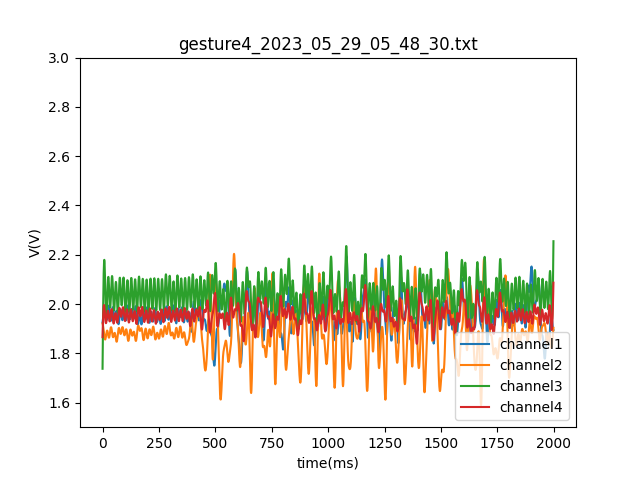 gesture4_2023_05_29_05_48_30.txt
3.0
2.8
2.6
2.4
2.2
2.0
1.8
1.6
V(V)
channel1
channel2
channel3
channel4
0 250 500 750 1000 1250 1500 1750 2000
time(ms)